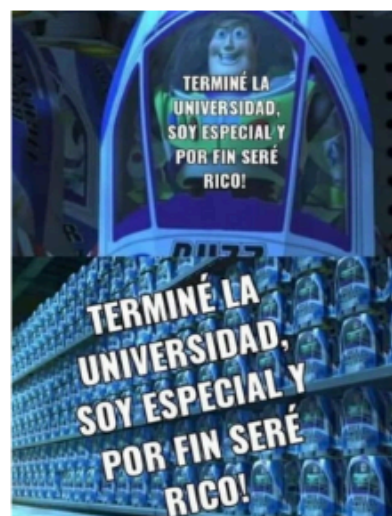 TERMINÉ LA
UNIVERSIDAD,
SOY ESPECIAL Y
POR FIN SERÉ
RICO!
BUZZ
TERMINÉ LA
UNIVERSIDAD,
SOY ESPECIAL Y
POR FIN SERÉ
RICO!